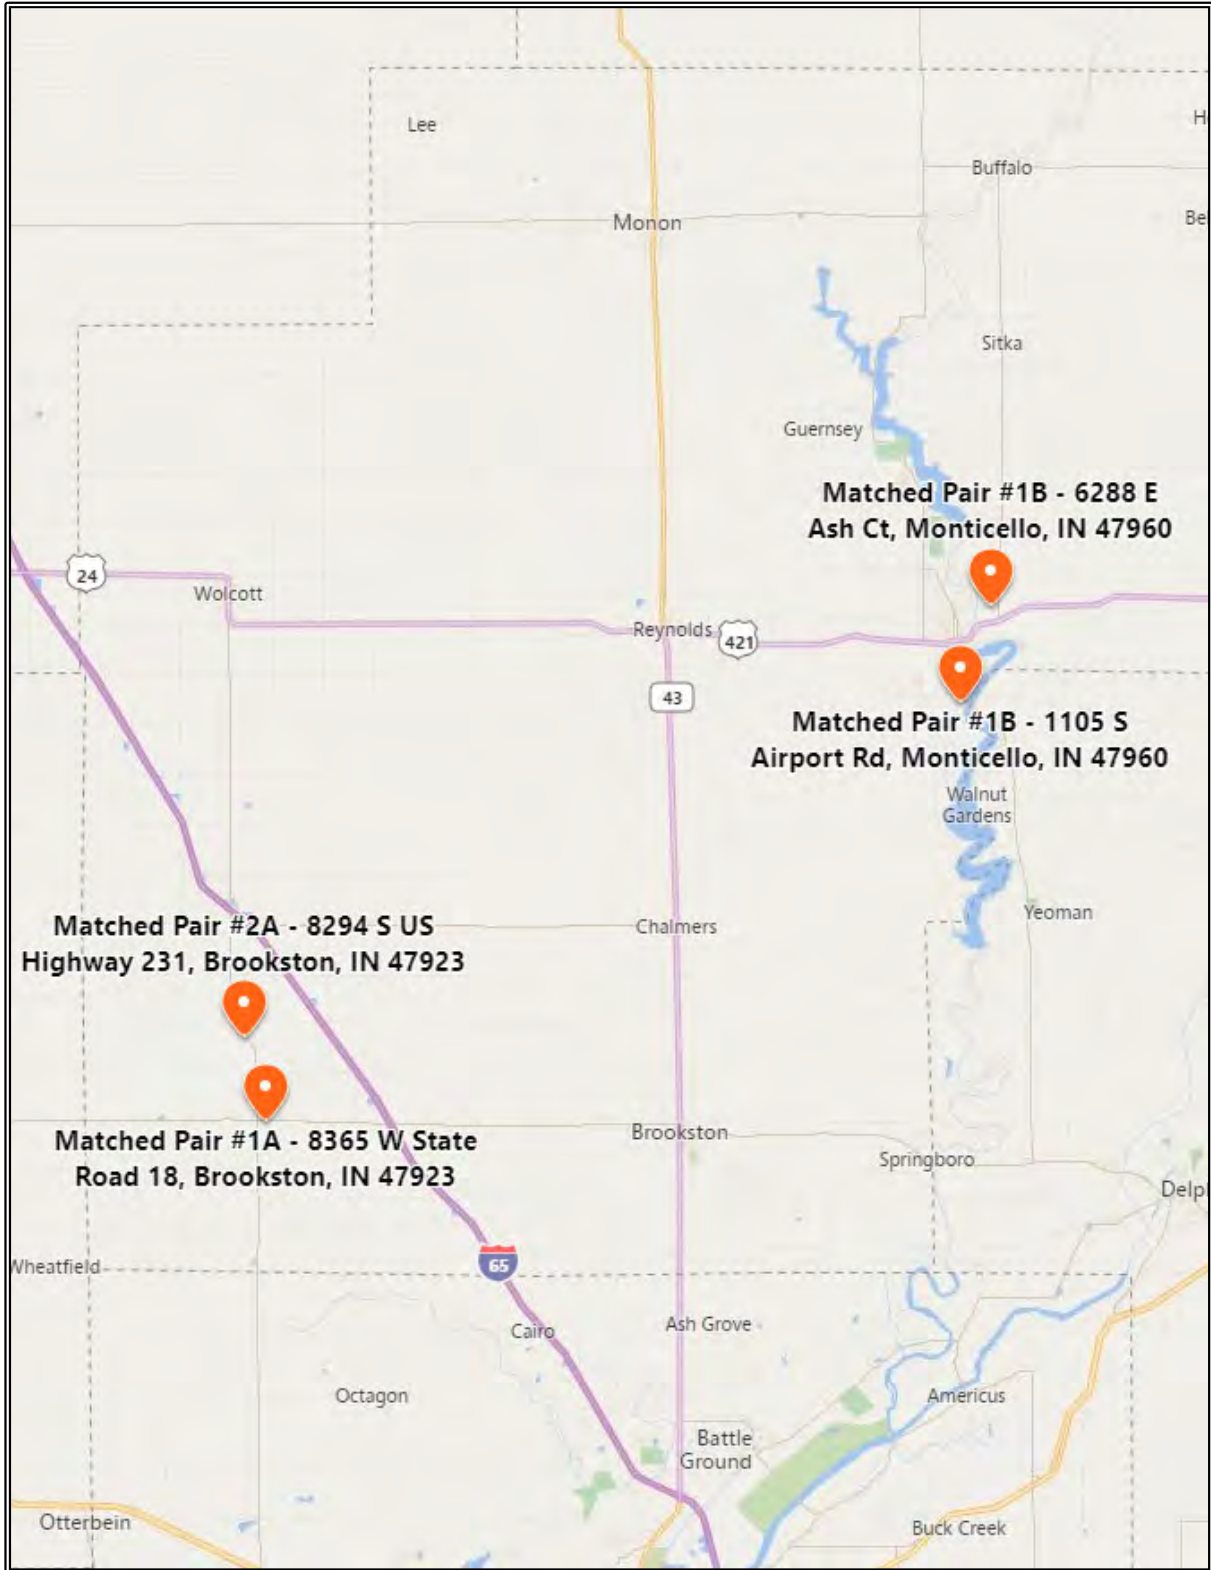 Lee
H
Buffalo
Monon
Be
Sitka
Guernsey
Matched Pair #1B - 6288 E
Ash Ct, Monticello, IN 47960
24
Wolcott
Reynolds
421
43
Matched Pair #1B - 1105 S
Airport Rd, Monticello, IN 47960
Walnut
Gardens
Yeoman
Matched Pair #2A - 8294 S US
Highway 231, Brookston, IN 47923
Chalmers
Matched Pair #1A - 8365 W State
Road 18, Brookston, IN 47923
Brookston
Springboro
Delp
Wheatfield
65
Cairo
Ash Grove
Octagon
Americus
Battle
Ground
Otterbein
Buck Creek